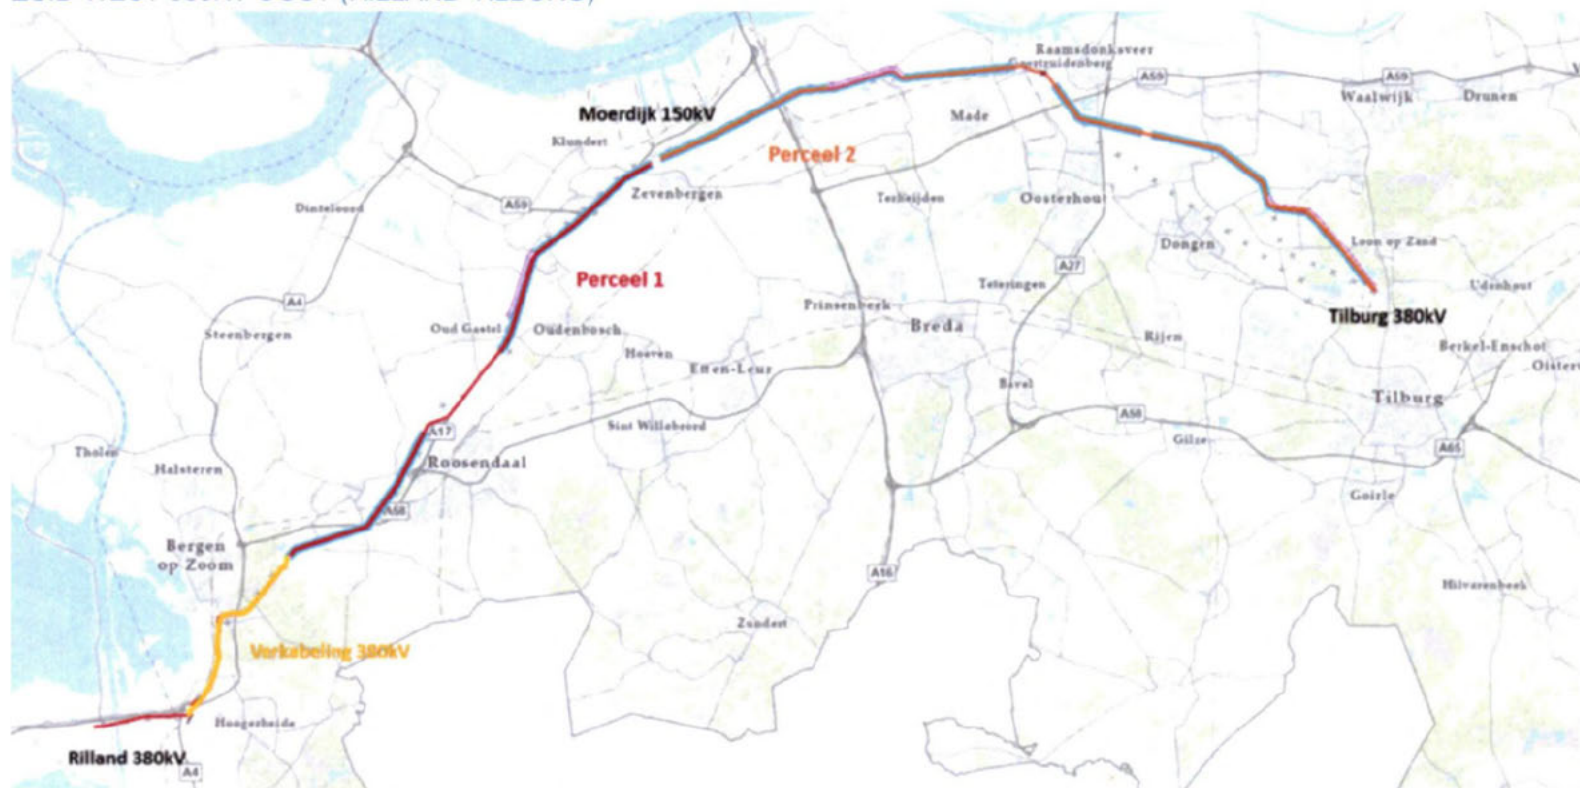 Raamsdonksveer
Geertruidenberg
A59
A59
Waalwijk
Drunen
Moerdijk 150kV
Made
Klundert
Perceel 2
Zevenbergen
Terheijden
Oosterhout
Dinteloord
A59
Dongen
Loon op Zand
Perceel 1
A27
Teteringen
Udenhout
A4
Prinsenbeek
Steenbergen
Oud Gastel
Oudenbosch
Breda
Tilburg 380kV
Rijen
Hoeven
Etten-Leur
Berkel-Enschot
Oister
Bavel
Tilburg
A17
Sint Willebrord
A58
Gilze
Tholen
Halsteren
Roosendaal
A65
Goirle
A58
Bergen
op Zoom
A16
Hilvarenbeek
Zundert
Verkabeling 380kV
Hoogerheide
Rilland 380kV
A4